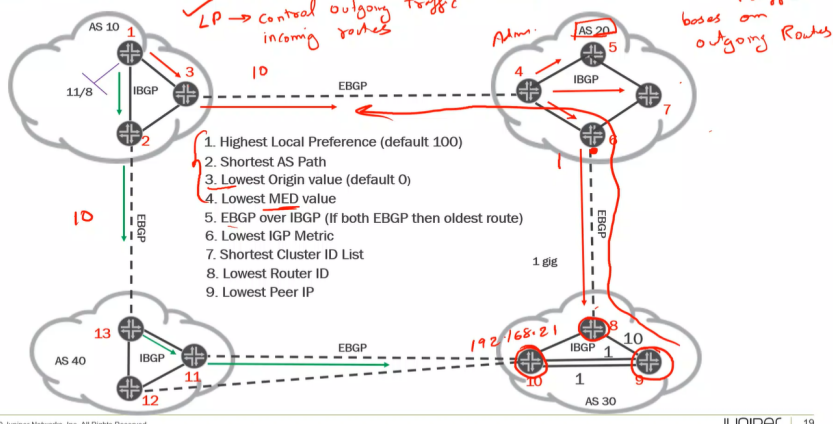 LP → control outgoing Traffic
incoming routes
bases on
outgoing Routes
Adms.
AS 10
1
3
11/8
IBGP
2
10
EBGP
AS 20
5
4
IBGP
7
6
1
1. Highest Local Preference (default 100)
2. Shortest AS Path
3. Lowest Origin value (default 0)
4. Lowest MED value
5. EBGP over IBGP (If both EBGP then oldest route)
6. Lowest IGP Metric
7. Shortest Cluster ID List
8. Lowest Router ID
9. Lowest Peer IP
10
EBGP
EBGP
1 gig
13
AS 40
IBGP
11
12
EBGP
192.168.21
8
IBGP
10
1
10
1
9
AS 30
19